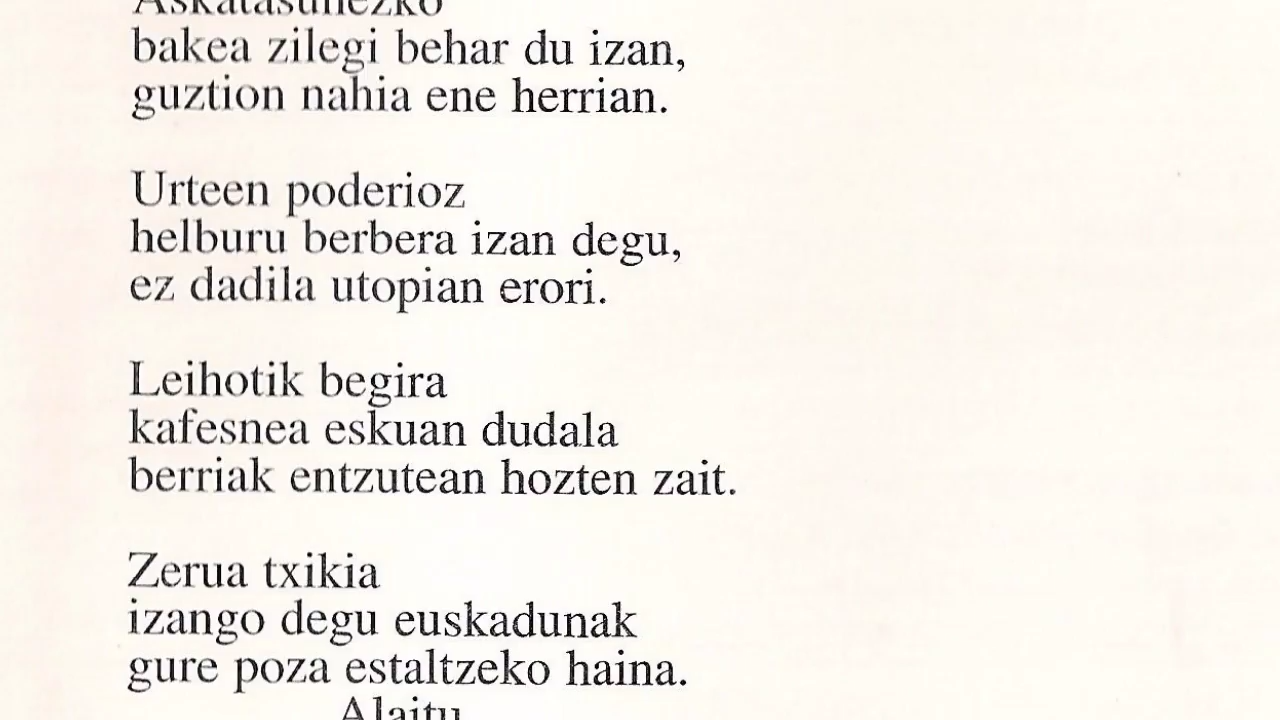 Askatasunezko
bakea zilegi behar du izan,
guztion nahia ene herrian.
Urteen poderioz
helburu berbera izan degu,
ez dadila utopian erori.
Leihotik begira
kafesnea eskuan dudala
berriak entzutean hozten zait.
Zerua txikia
izango degu euskadunak
gure poza estaltzeko haina.
Alaitu